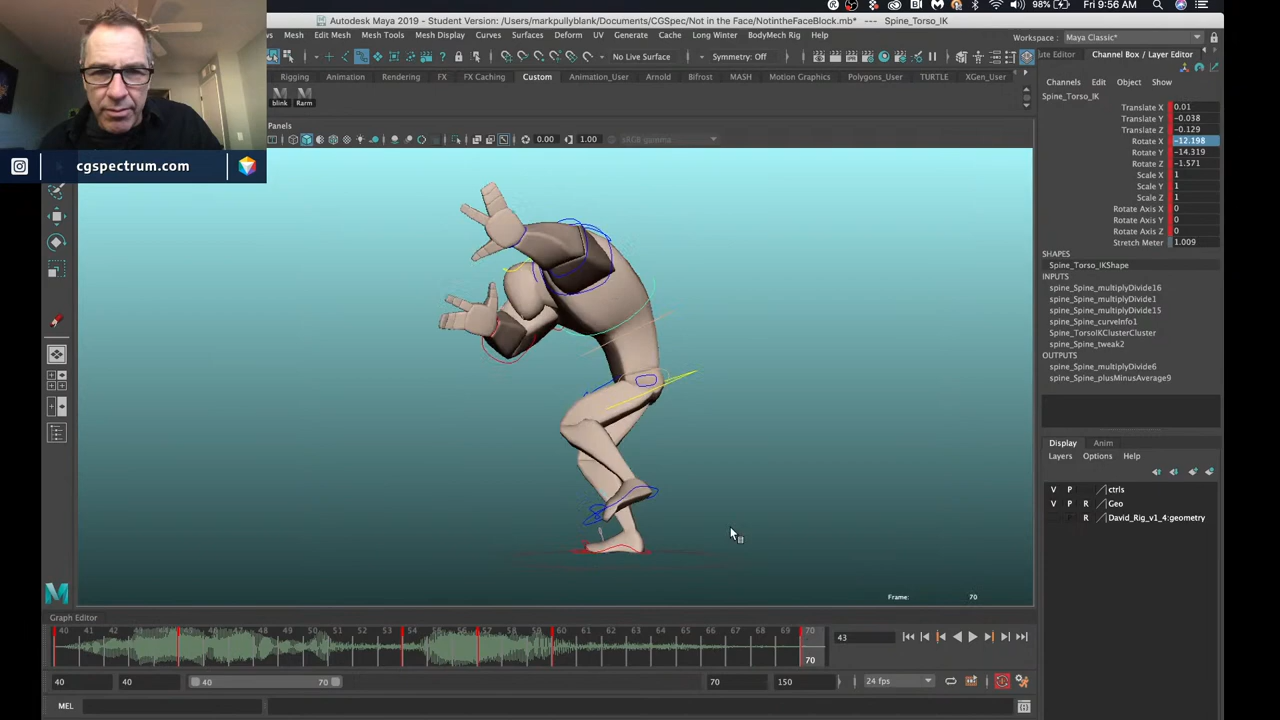 98% Fri 9:56 AM
Autodesk Maya 2019 - Student Version: /Users/markpullyblank/Documents/CGSpec/Not in the Face/NotintheFaceBlock.mb* --- Spine_Torso_IK
Mesh Edit Mesh Mesh Tools Mesh Display Curves Surfaces Deform UV Generate Cache Long Winter BodyMech Rig Help Workspace: Maya Classic*
No Live Surface Symmetry: Off
Rigging Animation Rendering FX FX Caching Custom Animation_User Arnold Bifrost MASH Motion Graphics Polygons_User TURTLE XGen_User
blink Rarm
Panels
0.00 1.00 sRGB gamma
cgspectrum.com
ute Editor Channel Box / Layer Editor
Channels Edit Object Show
Spine_Torso_IK
Translate X 0.01
Translate Y -0.038
Translate Z -0.129
Rotate X -12.198
Rotate Y -14.319
Rotate Z -1.571
Scale X 1
Scale Y 1
Scale Z 1
Rotate Axis X 0
Rotate Axis Y 0
Rotate Axis Z 0
Stretch Meter 1.009
SHAPES
Spine_Torso_IKShape
INPUTS
spine_Spine_multiplyDivide16
spine_Spine_multiplyDivide1
spine_Spine_multiplyDivide15
spine_Spine_curveInfo1
Spine_TorsoIKClusterCluster
spine_Spine_tweak2
OUTPUTS
spine_Spine_multiplyDivide6
spine_Spine_plusMinusAverage9
Display Anim
Layers Options Help
V P ctrls
V P R Geo
R David_Rig_v1_4:geometry
Frame: 70
Graph Editor
40 41 42 43 44 45 46 47 48 49 50 51 52 53 54 55 56 57 58 59 60 61 62 63 64 65 66 67 68 69 70
70
43
40 40 40 70 70 150 24 fps
MEL